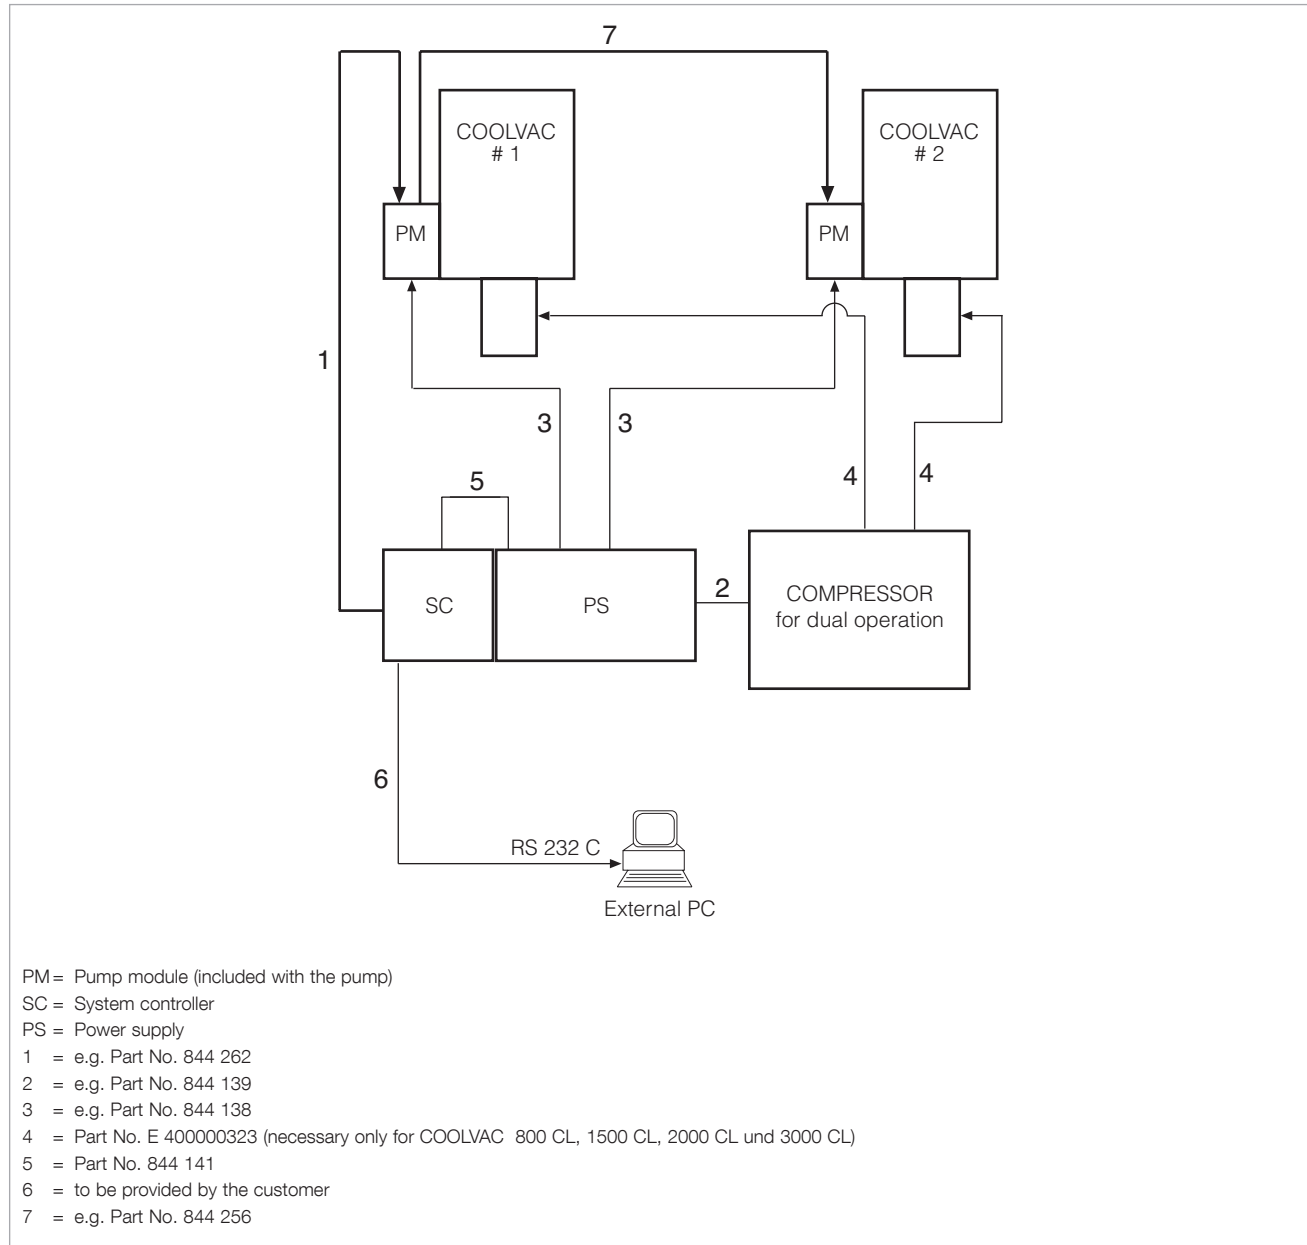 7
COOLVAC
# 1
COOLVAC
# 2
PM
PM
1
3
3
4
4
5
SC
PS
2
COMPRESSOR
for dual operation
6
RS 232 C
External PC
PM = Pump module (included with the pump)
SC = System controller
PS = Power supply
1 = e.g. Part No. 844 262
2 = e.g. Part No. 844 139
3 = e.g. Part No. 844 138
4 = Part No. E 400000323 (necessary only for COOLVAC 800 CL, 1500 CL, 2000 CL und 3000 CL)
5 = Part No. 844 141
6 = to be provided by the customer
7 = e.g. Part No. 844 256